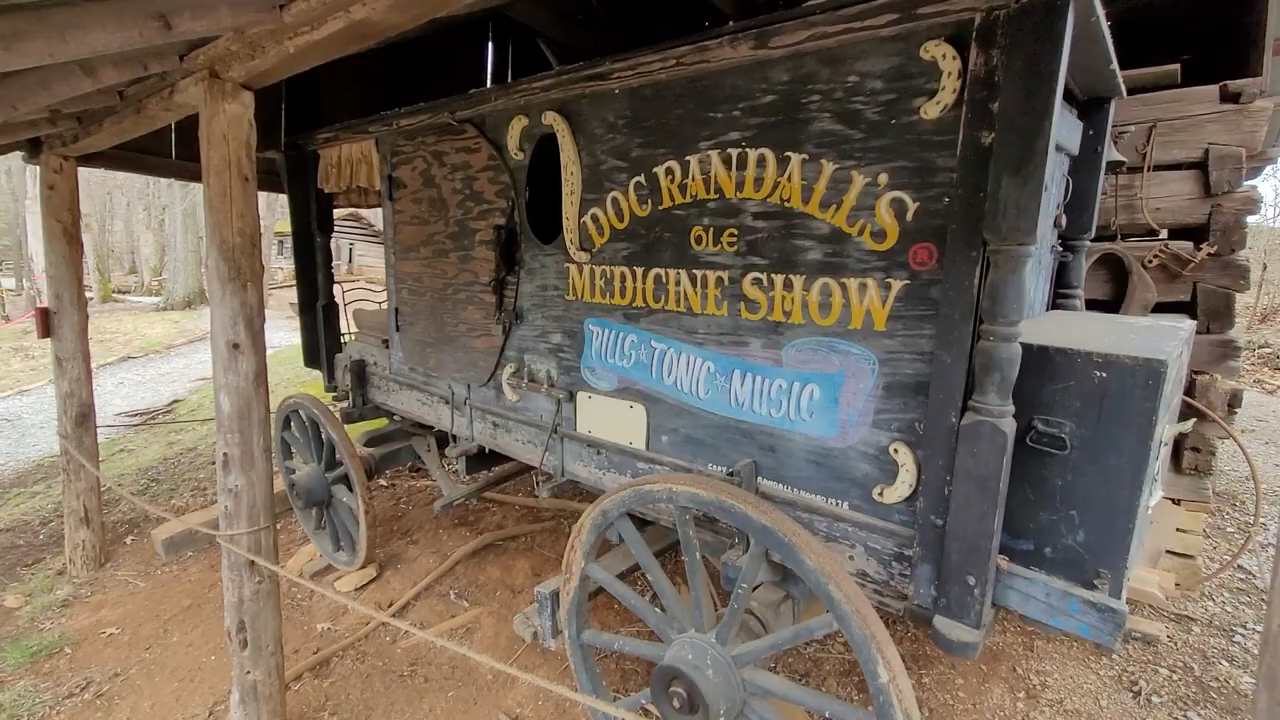 DOC RANDALL'S
OLE
MEDICINE SHOW
®
PILLS☆TONIC☆MUSIC